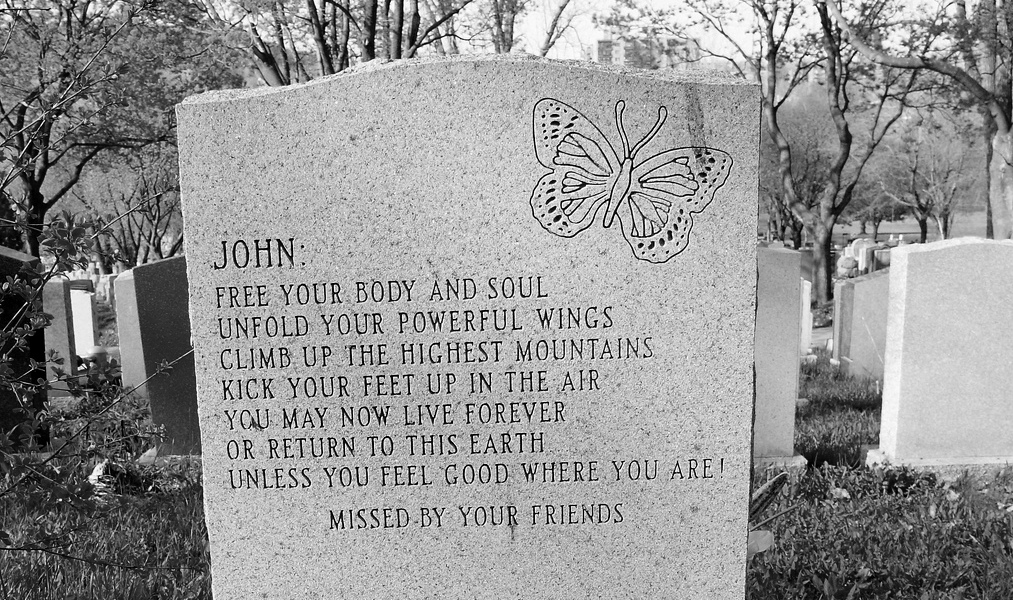 JOHN:
FREE YOUR BODY AND SOUL
UNFOLD YOUR POWERFUL WINGS
CLIMB UP THE HIGHEST MOUNTAINS
KICK YOUR FEET UP IN THE AIR
YOU MAY NOW LIVE FOREVER
OR RETURN TO THIS EARTH
UNLESS YOU FEEL GOOD WHERE YOU ARE!
MISSED BY YOUR FRIENDS